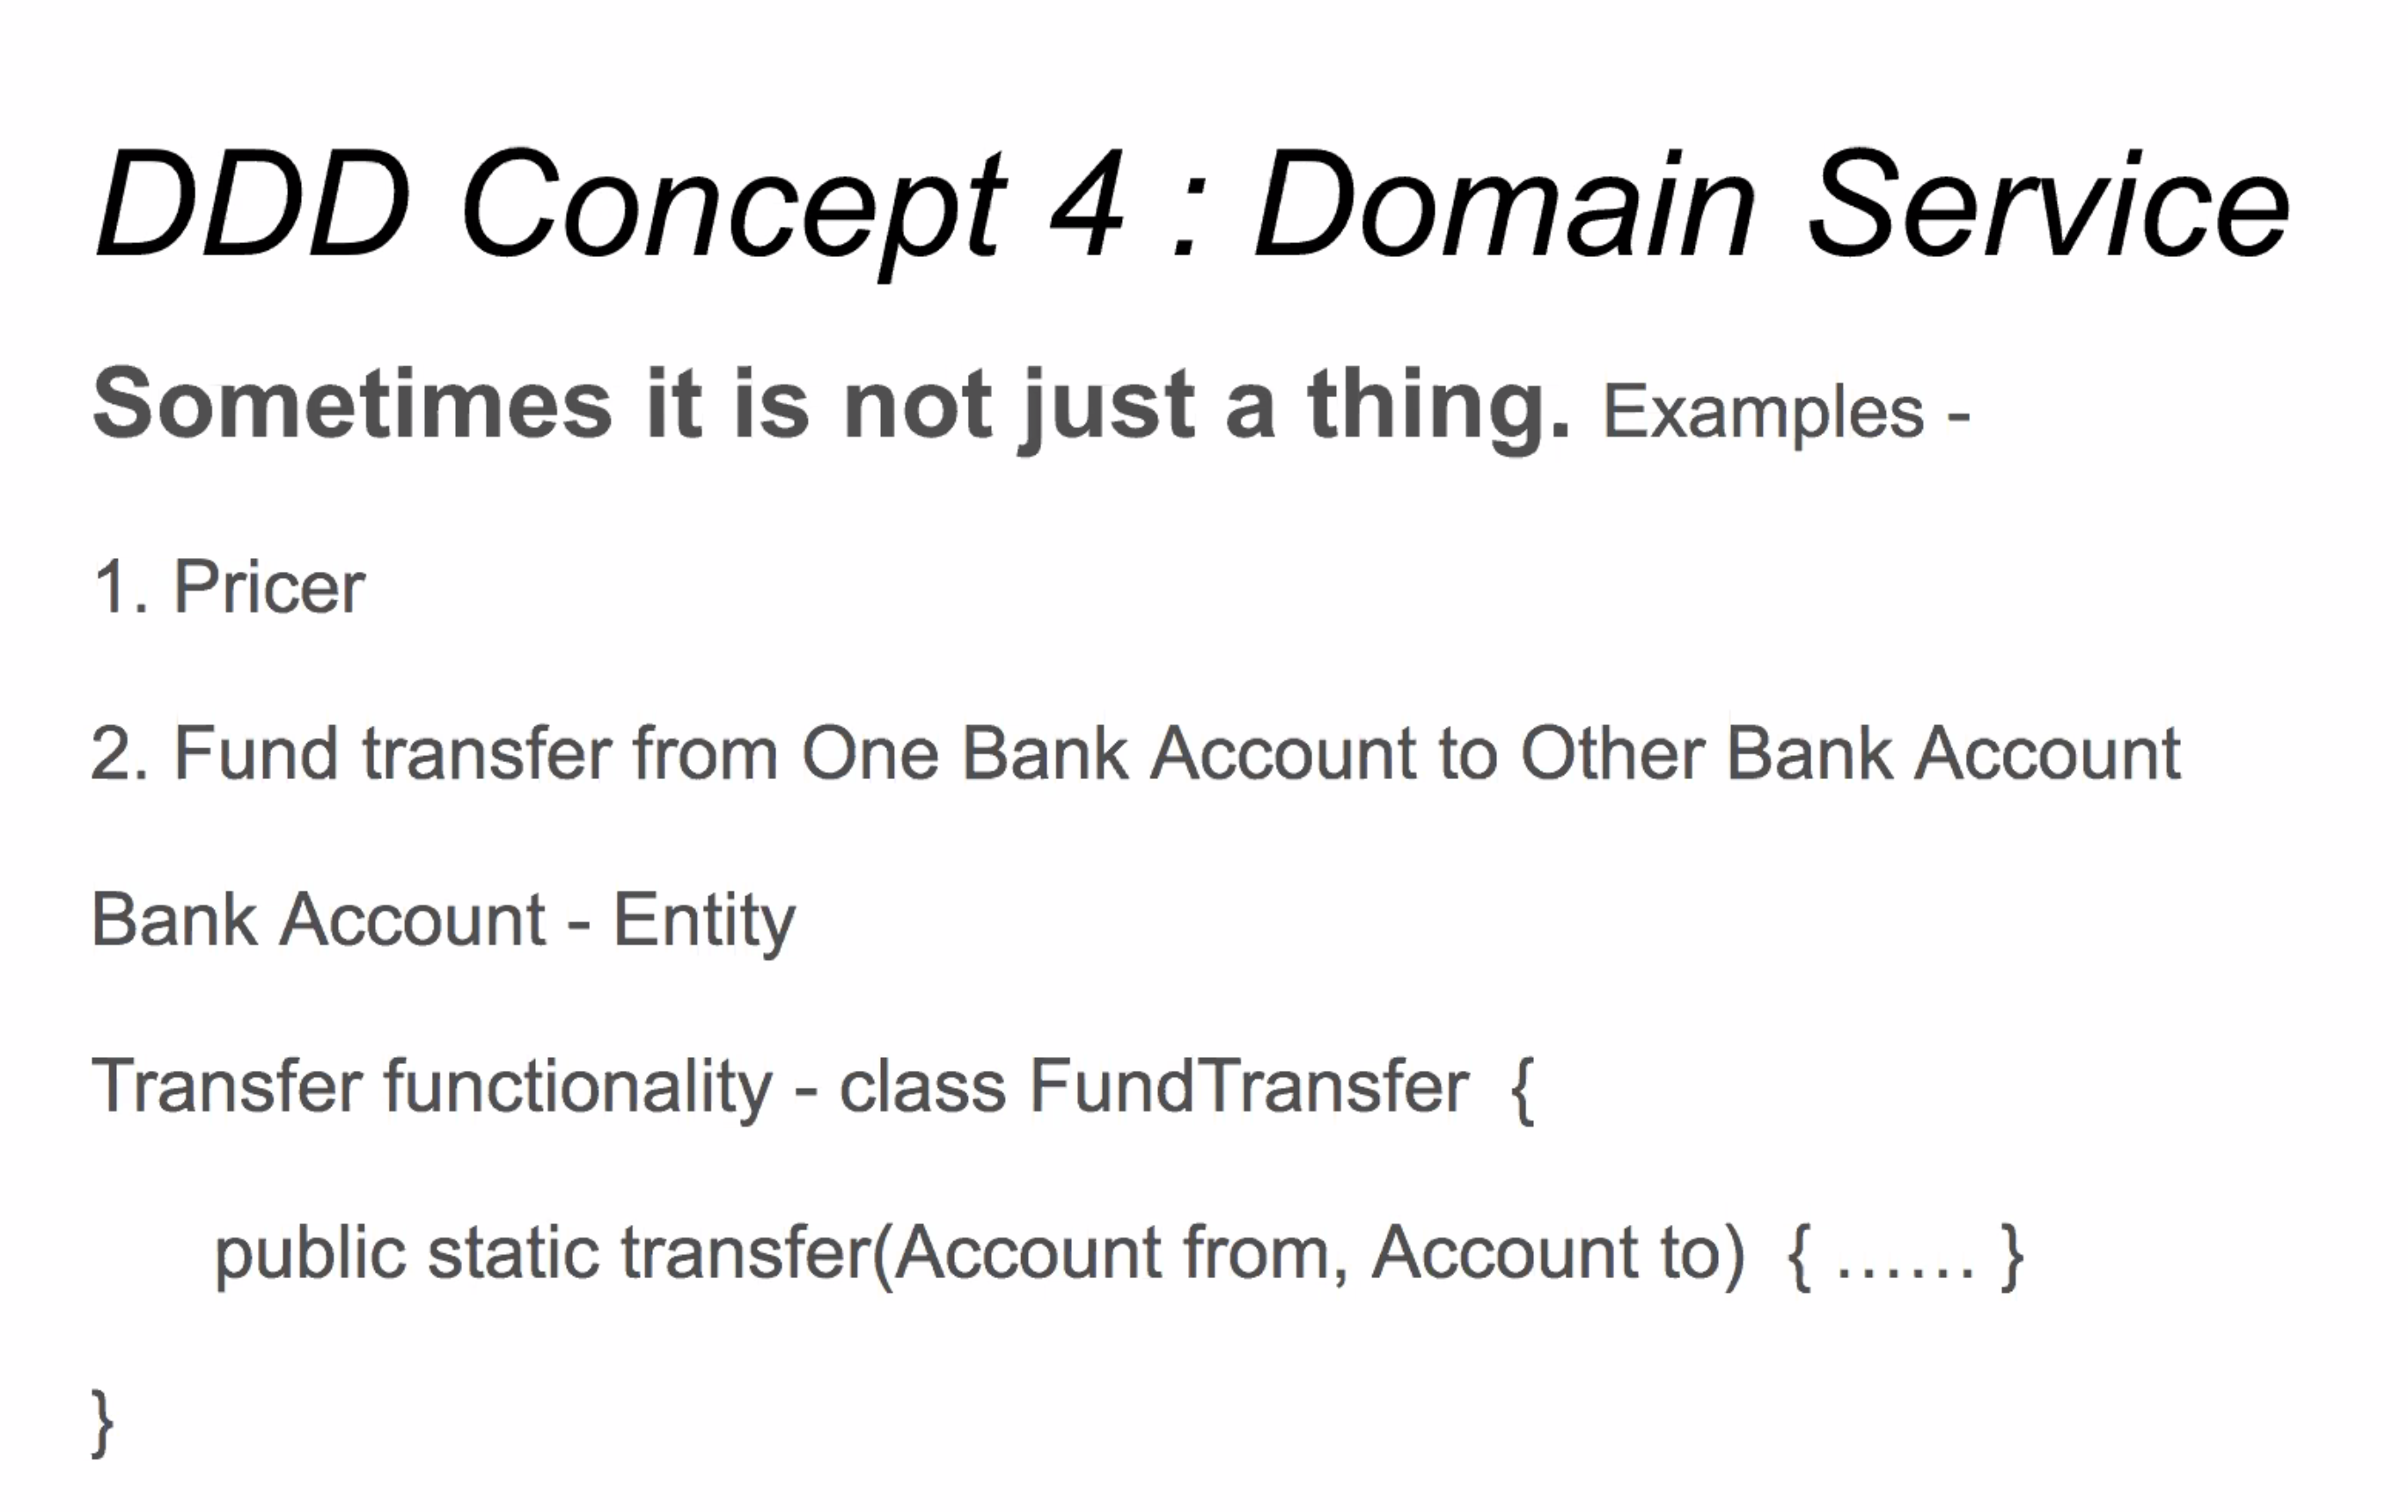 DDD Concept 4 : Domain Service
Sometimes it is not just a thing. Examples -
1. Pricer
2. Fund transfer from One Bank Account to Other Bank Account
Bank Account - Entity
Transfer functionality - class FundTransfer {
public static transfer(Account from, Account to) { ...... }
}